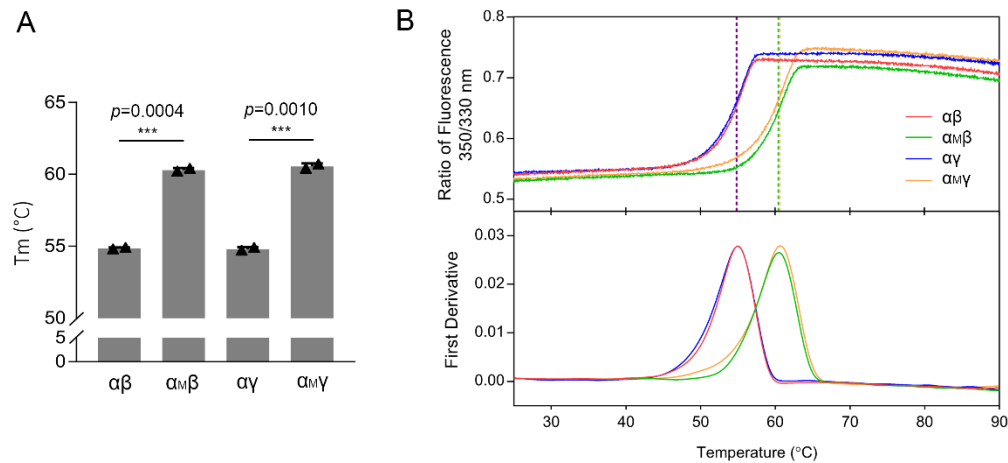 A
p=0.0004
p=0.0010
***
***
65
60
55
50
5
0
Tm (°C)
αβ
αMβ
αγ
αMγ
B
0.8
0.7
0.6
0.5
Ratio of Fluorescence
350/330 nm
αβ
αMβ
αγ
αMγ
0.03
0.02
0.01
0.00
First Derivative
30
40
50
60
70
80
90
Temperature (°C)